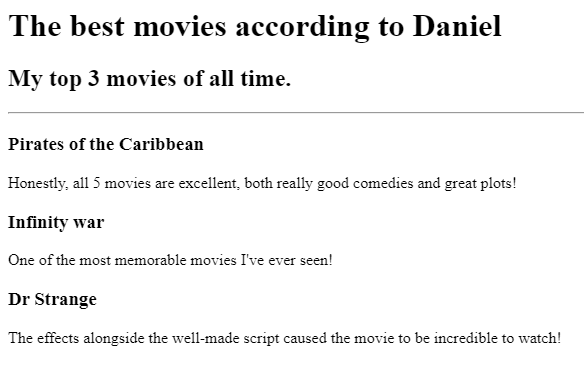 The best movies according to Daniel
My top 3 movies of all time.
Pirates of the Caribbean
Honestly, all 5 movies are excellent, both really good comedies and great plots!
Infinity war
One of the most memorable movies I've ever seen!
Dr Strange
The effects alongside the well-made script caused the movie to be incredible to watch!